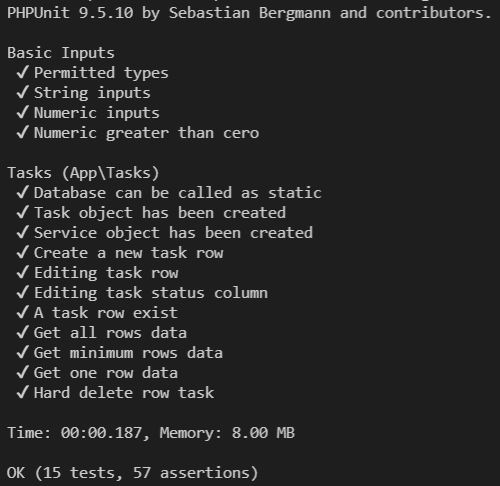 PHPUnit 9.5.10 by Sebastian Bergmann and contributors.
Basic Inputs
✔ Permitted types
✔ String inputs
✔ Numeric inputs
✔ Numeric greater than cero
Tasks (App\Tasks)
✔ Database can be called as static
✔ Task object has been created
✔ Service object has been created
✔ Create a new task row
✔ Editing task row
✔ Editing task status column
✔ A task row exist
✔ Get all rows data
✔ Get minimum rows data
✔ Get one row data
✔ Hard delete row task
Time: 00:00.187, Memory: 8.00 MB
OK (15 tests, 57 assertions)